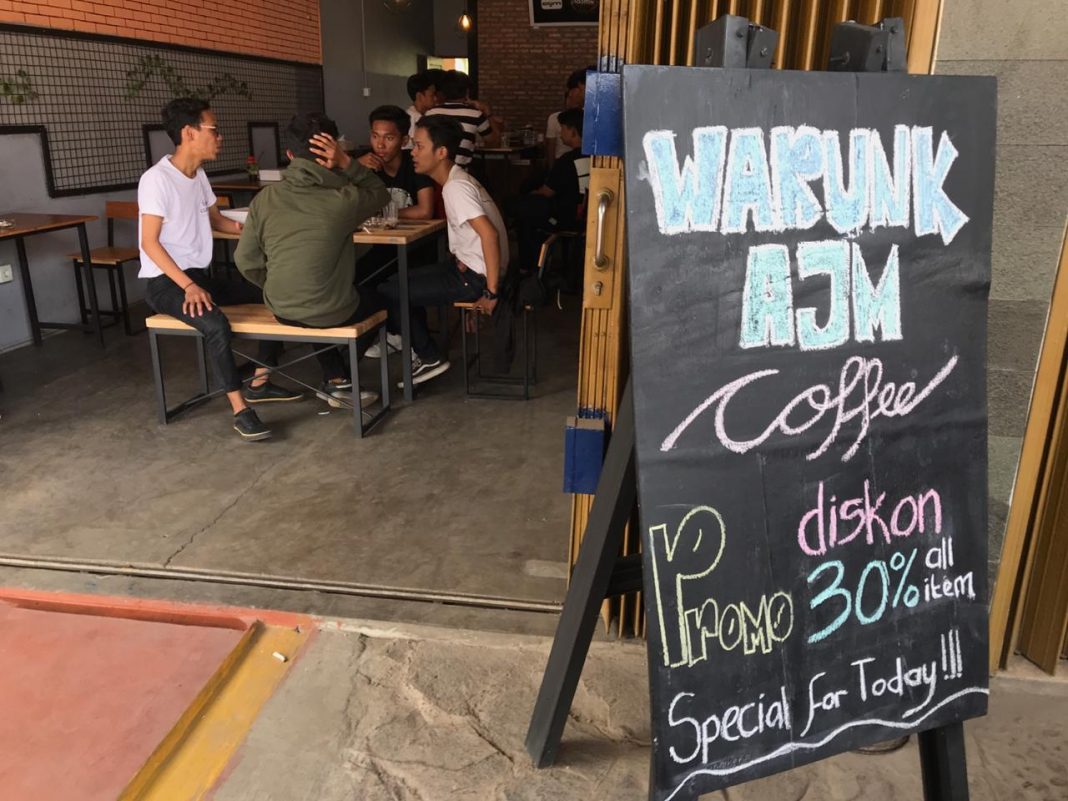 WARUNK
AJM
Coffee
Promo
diskon
30% all item
Special for Today!!!